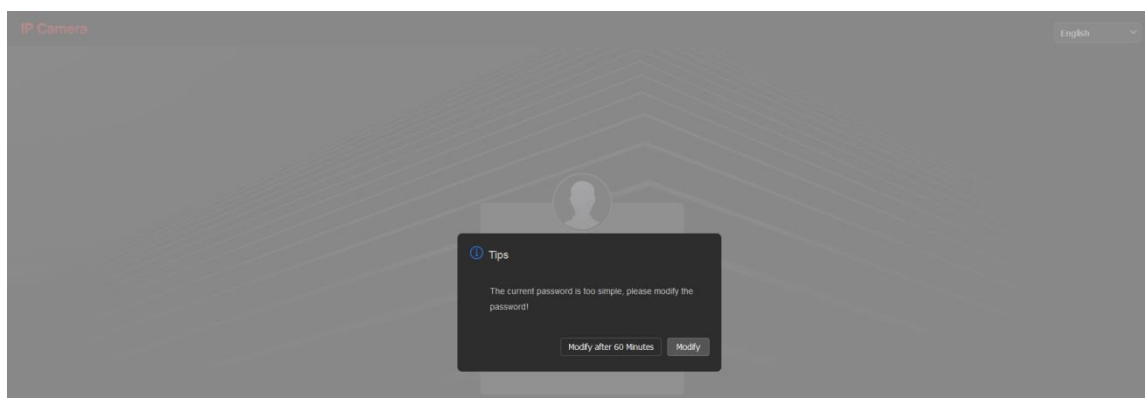 IP Camera
English
Tips
The current password is too simple, please modify the
password!
Modify after 60 Minutes
Modify